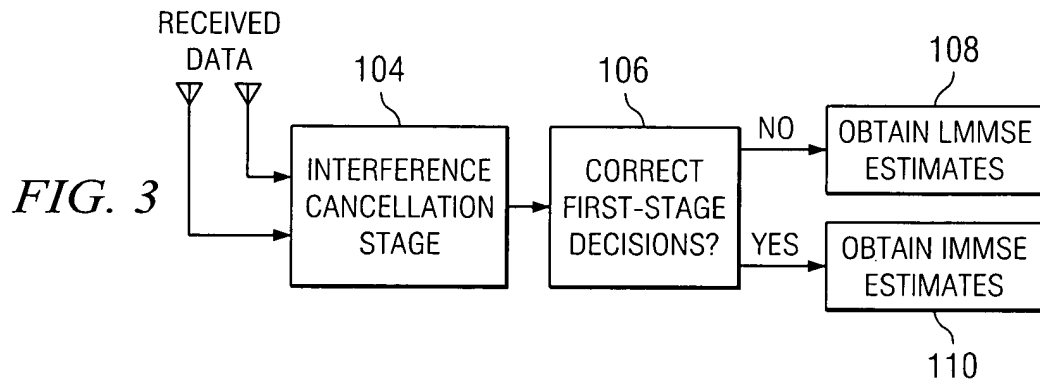 RECEIVED
DATA
104
106
108
INTERFERENCE
CANCELLATION
STAGE
CORRECT
FIRST-STAGE
DECISIONS?
NO
OBTAIN LMMSE
ESTIMATES
YES
OBTAIN IMMSE
ESTIMATES
110
FIG. 3